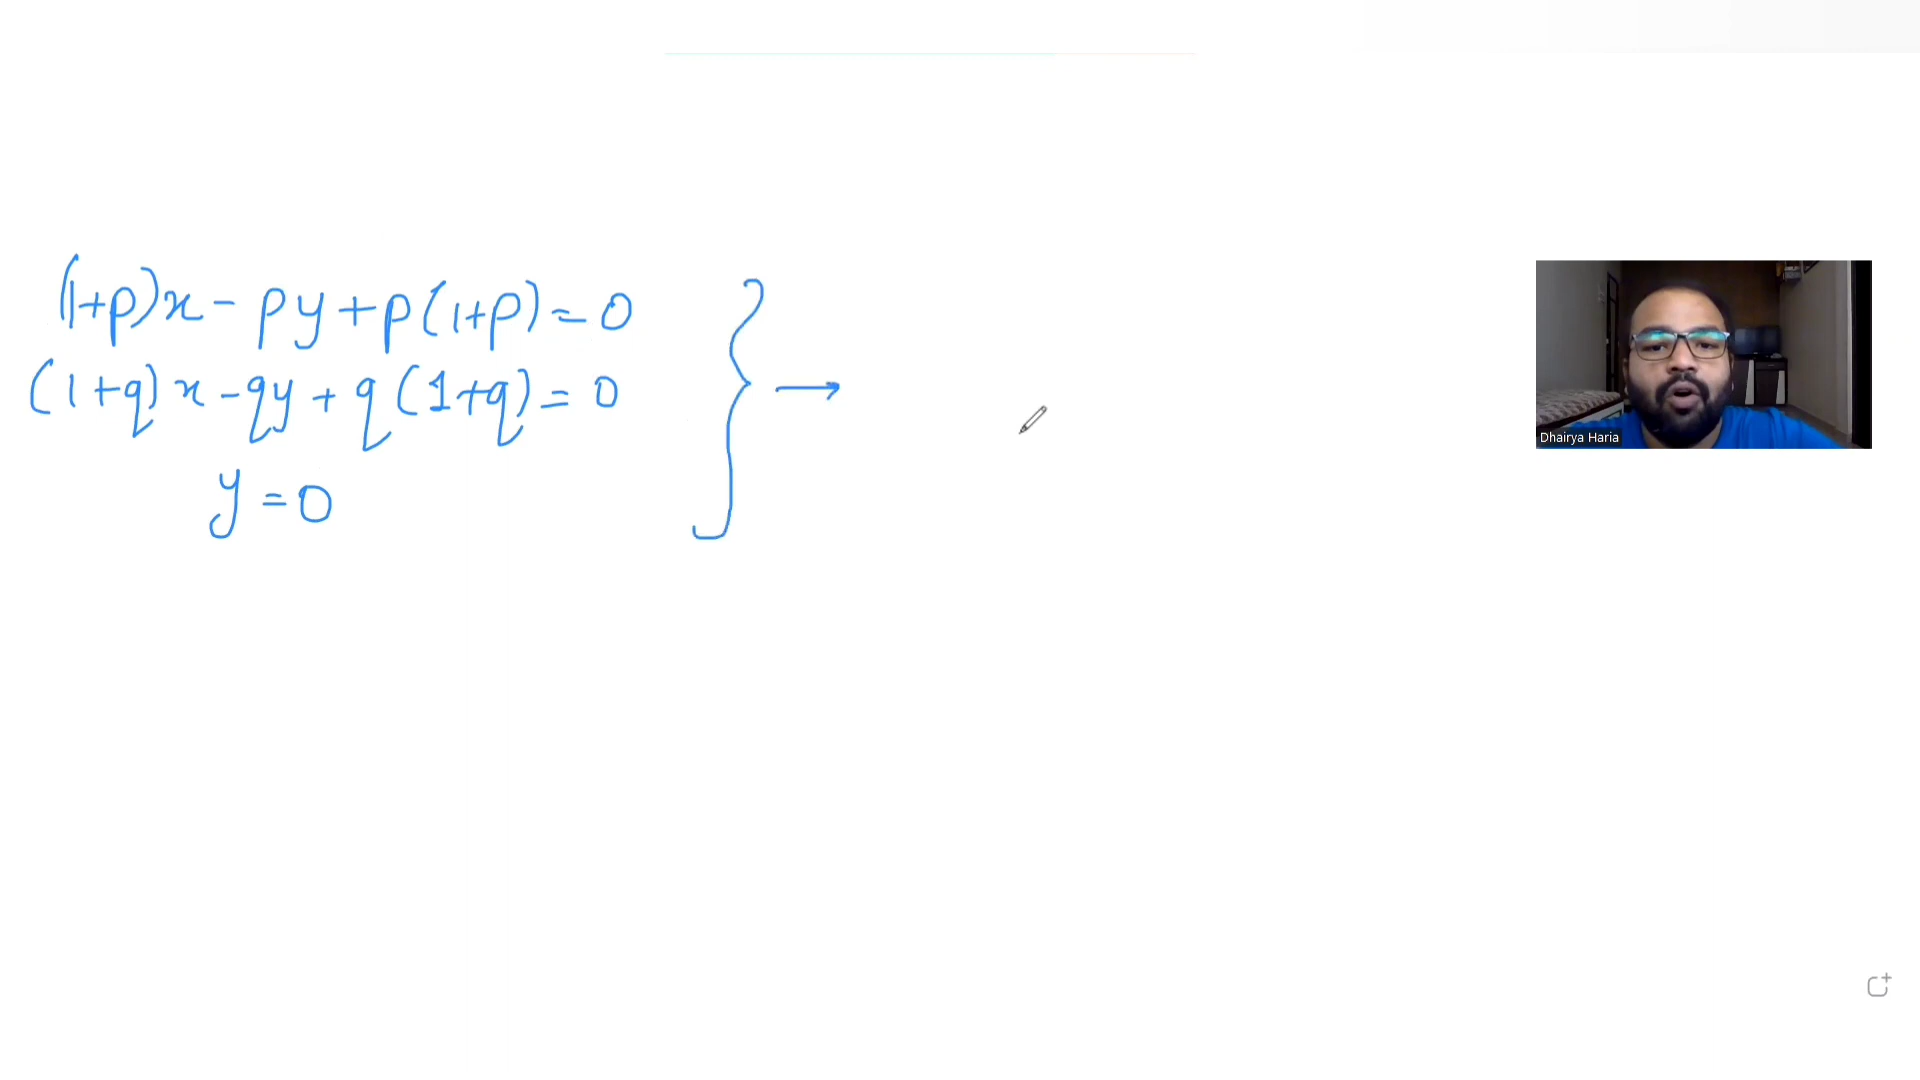 (1+p)x - py + p(1+p) = 0
(1+q)x - qy + q(1+q) = 0
y = 0
Dhairya Haria